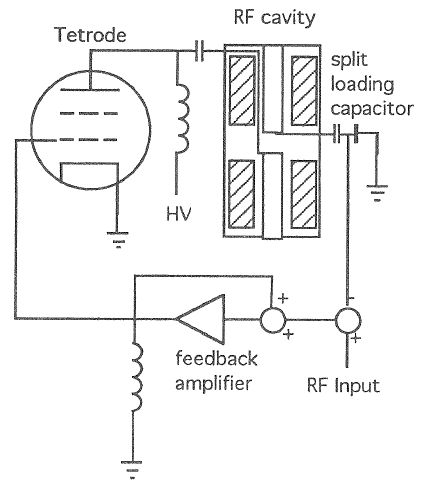 RF cavity
Tetrode
split
loading
capacitor
HV
+
-
+
+
feedback
amplifier
RF Input